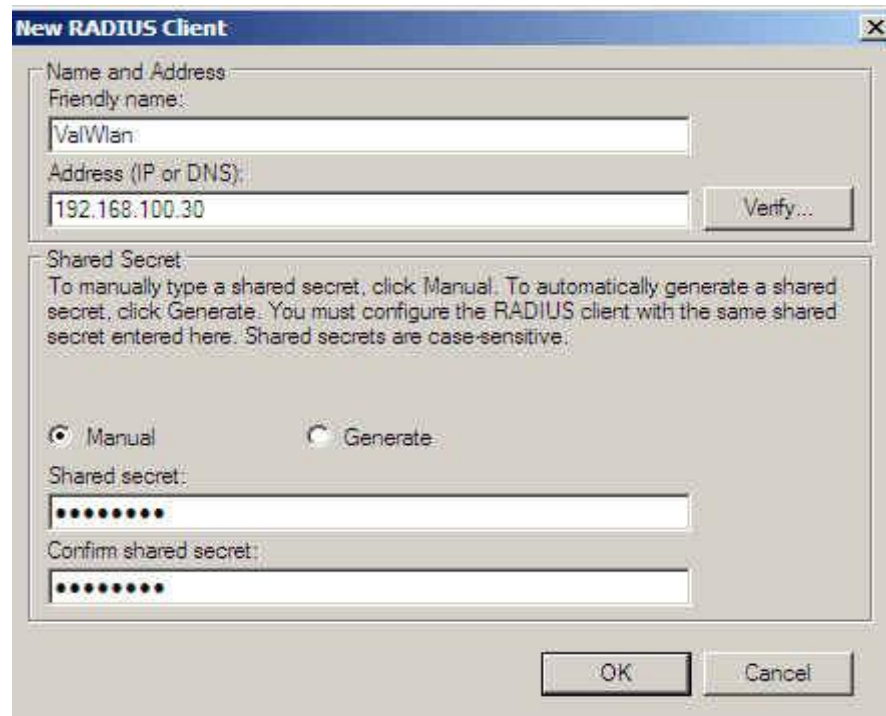 New RADIUS Client
Name and Address
Friendly name:
ValWlan
Address (IP or DNS):
192.168.100.30
Verify...
Shared Secret
To manually type a shared secret, click Manual. To automatically generate a shared
secret, click Generate. You must configure the RADIUS client with the same shared
secret entered here. Shared secrets are case-sensitive.
Manual Generate
Shared secret:
••••••••
Confirm shared secret:
••••••••
OK Cancel